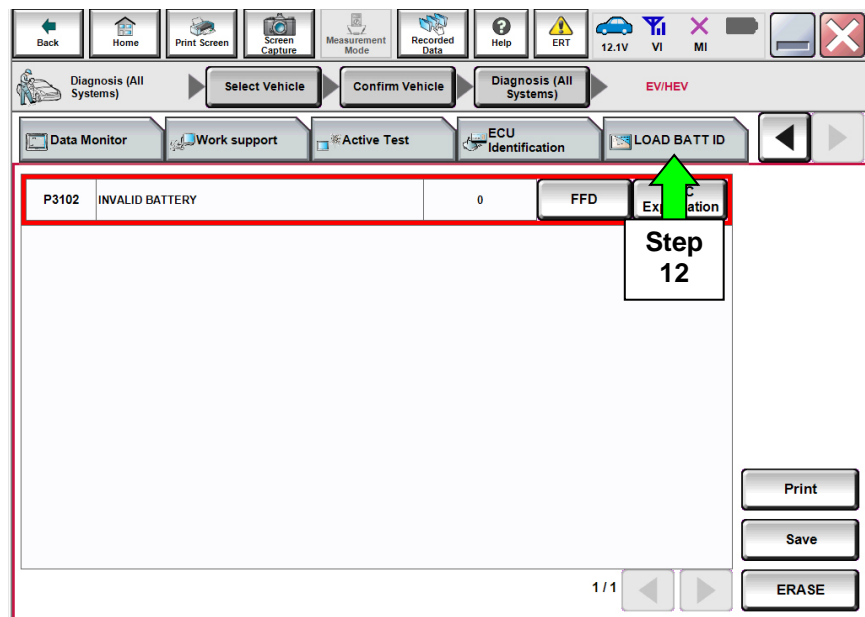 Back
Home
Print Screen
Screen
Capture
Measurement
Mode
Recorded
Data
Help
ERT
12.1V
VI
MI
Diagnosis (All
Systems)
Select Vehicle
Confirm Vehicle
Diagnosis (All
Systems)
EV/HEV
Data Monitor
Work support
Active Test
ECU
Identification
LOAD BATT ID
P3102
INVALID BATTERY
0
FFD
Step
12
Print
Save
1/1
ERASE